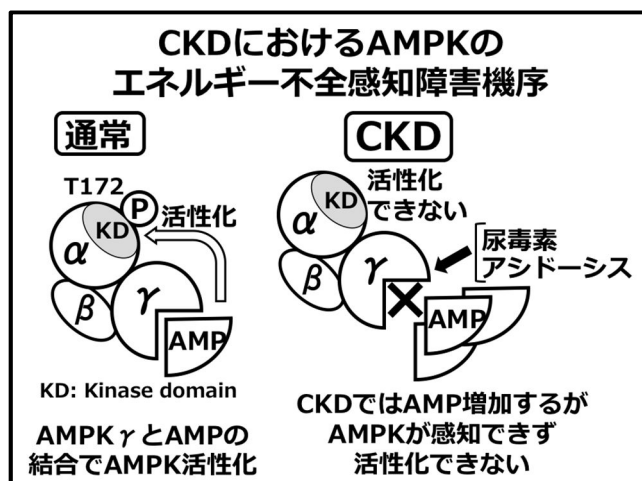 CKDにおけるAMPKの
エネルギー不全感知障害機序
通常
T172
P
KD
活性化
α
β
γ
AMP
KD: Kinase domain
AMPKγとAMPの
結合でAMPK活性化
CKD
KD
活性化
できない
α
β
γ
尿毒素
アシドーシス
AMP
CKDではAMP増加するが
AMPKが感知できず
活性化できない